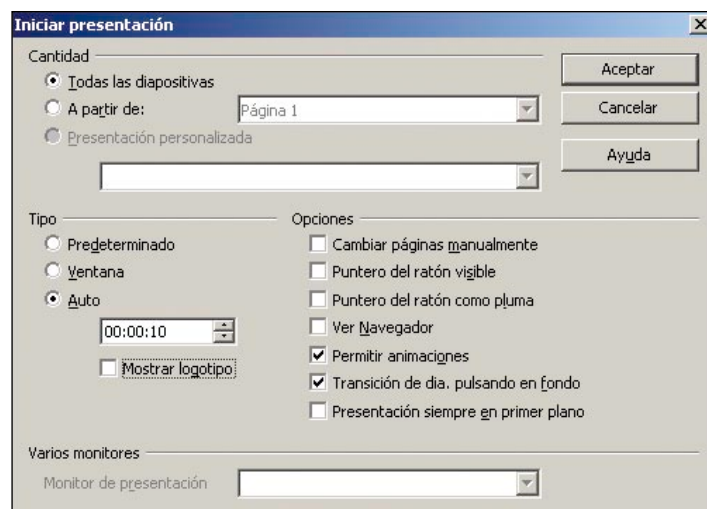 Iniciar presentación
Cantidad
Todas las diapositivas
A partir de:
Página 1
Presentación personalizada
Aceptar
Cancelar
Ayuda
Tipo
Predeterminado
Ventana
Auto
00:00:10
Mostrar logotipo
Opciones
Cambiar páginas manualmente
Puntero del ratón visible
Puntero del ratón como pluma
Ver Navegador
Permitir animaciones
Transición de dia. pulsando en fondo
Presentación siempre en primer plano
Varios monitores
Monitor de presentación